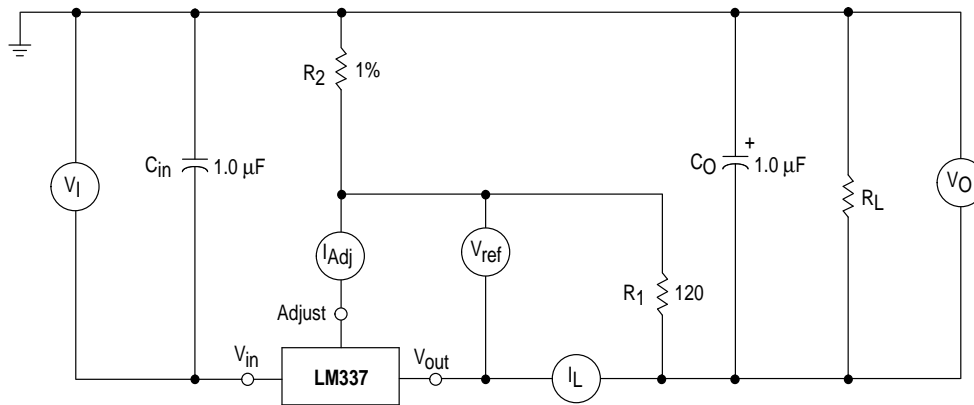 R2 1%
Cin 1.0 µF
CO + 1.0 µF
VI
RL
VO
IAdj
Vref
R1 120
Adjust
Vin
LM337
Vout
IL